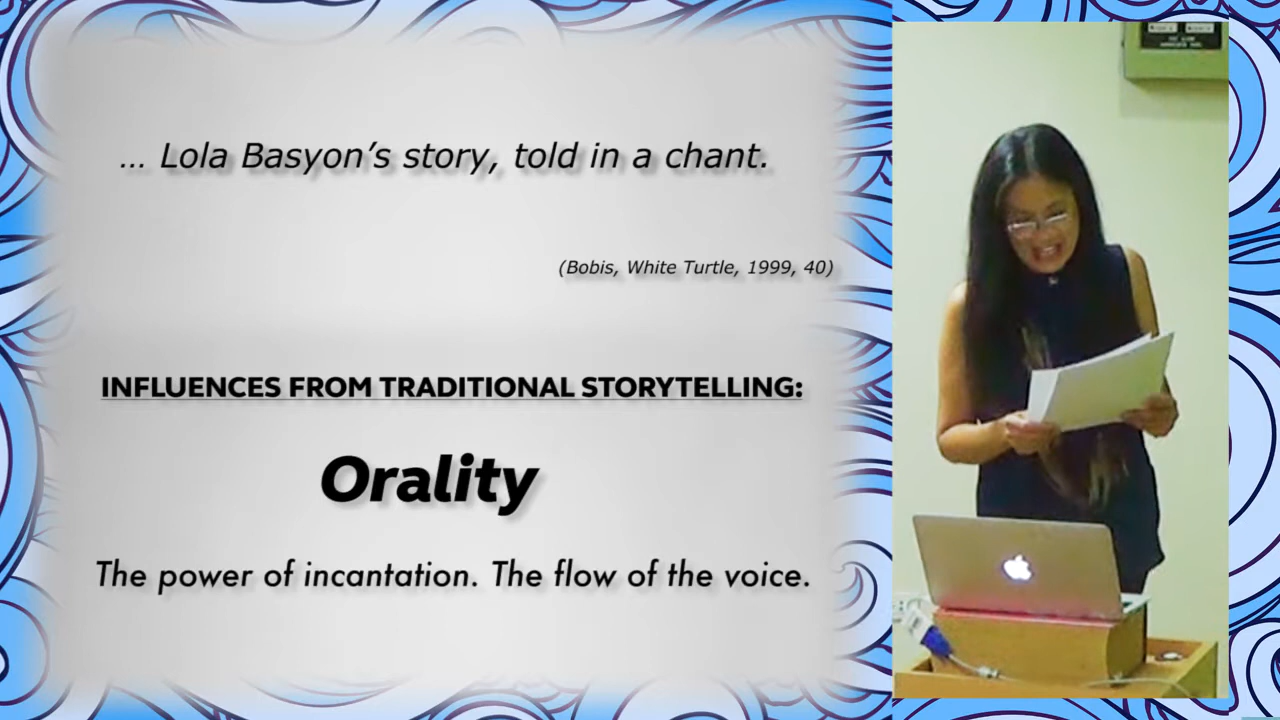 ... Lola Basyon's story, told in a chant.
(Bobis, White Turtle, 1999, 40)
INFLUENCES FROM TRADITIONAL STORYTELLING:
Orality
The power of incantation. The flow of the voice.